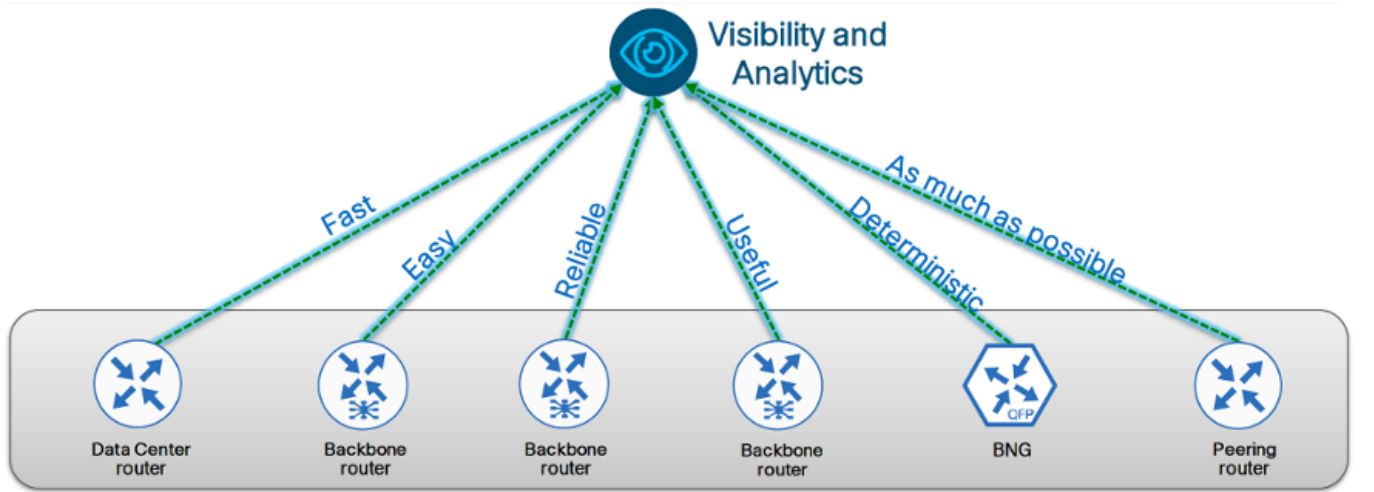 Visibility and
Analytics
Fast
Easy
Reliable
Useful
Deterministic
As much as possible
QFP
Data Center
router
Backbone
router
Backbone
router
Backbone
router
BNG
Peering
router